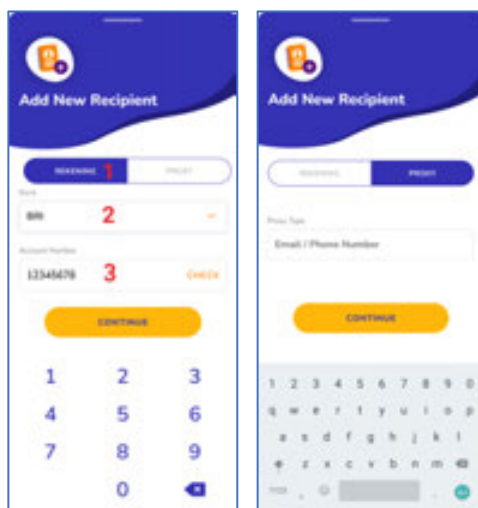 Add New Recipient
REKENING 1 PROXY
Bank
BRI 2
Account Number
12345678 3 CHECK
CONTINUE
1 2 3
4 5 6
7 8 9
0
Add New Recipient
REKENING PROXY
Proxy Type
Email / Phone Number
CONTINUE
1 2 3 4 5 6 7 8 9 0
q w e r t y u i o p
a s d f g h j k l
z x c v b n m